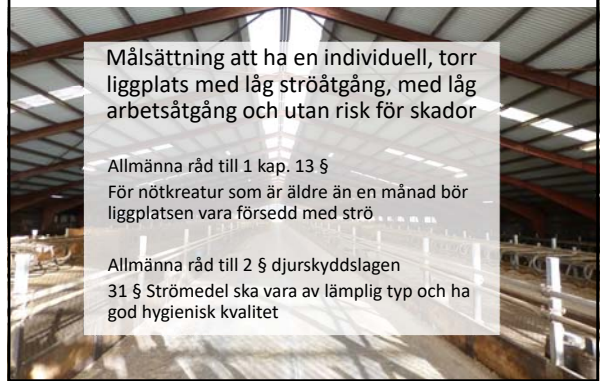 Målsättning att ha en individuell, torr
liggplats med låg ströåtgång, med låg
arbetsåtgång och utan risk för skador
Allmänna råd till 1 kap. 13 §
För nötkreatur som är äldre än en månad bör
liggplatsen vara försedd med strö
Allmänna råd till 2 § djurskyddslagen
31 § Strömedel ska vara av lämplig typ och ha
god hygienisk kvalitet